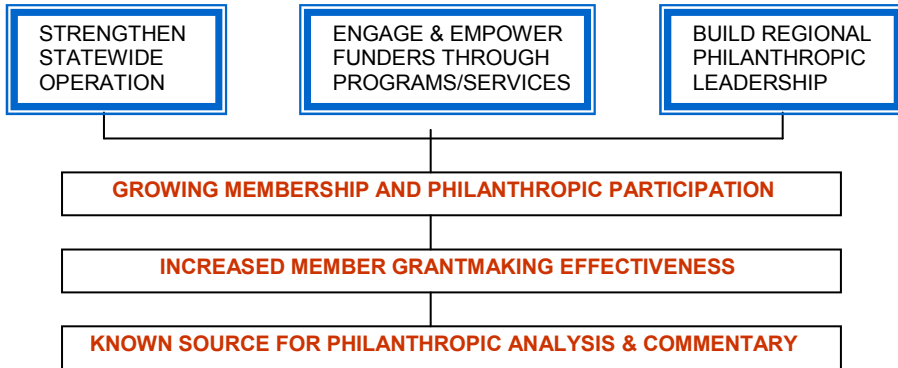 STRENGTHEN
STATEWIDE
OPERATION
ENGAGE & EMPOWER
FUNDERS THROUGH
PROGRAMS/SERVICES
BUILD REGIONAL
PHILANTHROPIC
LEADERSHIP
GROWING MEMBERSHIP AND PHILANTHROPIC PARTICIPATION
INCREASED MEMBER GRANTMAKING EFFECTIVENESS
KNOWN SOURCE FOR PHILANTHROPIC ANALYSIS & COMMENTARY